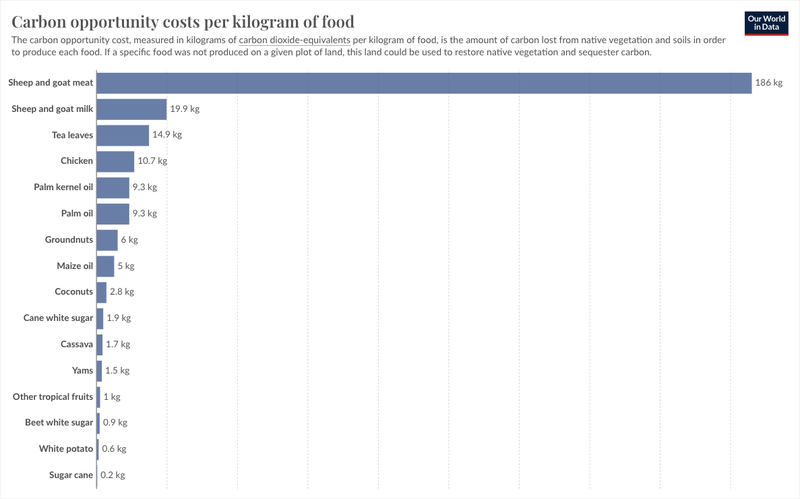 Carbon opportunity costs per kilogram of food
Our World
in Data
The carbon opportunity cost, measured in kilograms of carbon dioxide-equivalents per kilogram of food, is the amount of carbon lost from native vegetation and soils in order
to produce each food. If a specific food was not produced on a given plot of land, this land could be used to restore native vegetation and sequester carbon.
Sheep and goat meat 186 kg
Sheep and goat milk 19.9 kg
Tea leaves 14.9 kg
Chicken 10.7 kg
Palm kernel oil 9.3 kg
Palm oil 9.3 kg
Groundnuts 6 kg
Maize oil 5 kg
Coconuts 2.8 kg
Cane white sugar 1.9 kg
Cassava 1.7 kg
Yams 1.5 kg
Other tropical fruits 1 kg
Beet white sugar 0.9 kg
White potato 0.6 kg
Sugar cane 0.2 kg